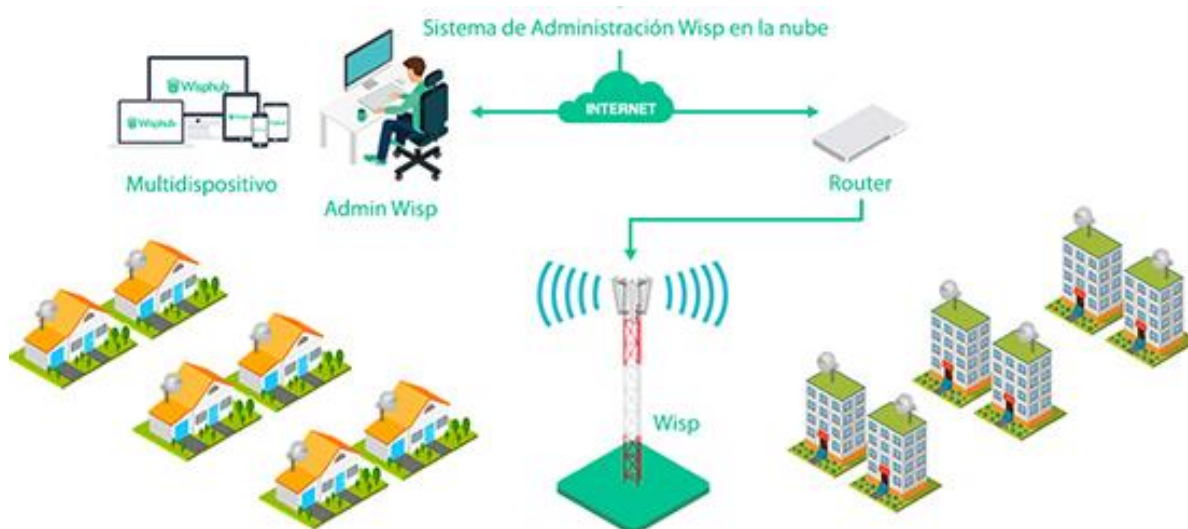 Sistema de Administración Wisp en la nube
Wisphub
Wisphub
INTERNET
Multidispositivo
Admin Wisp
Router
Wisp